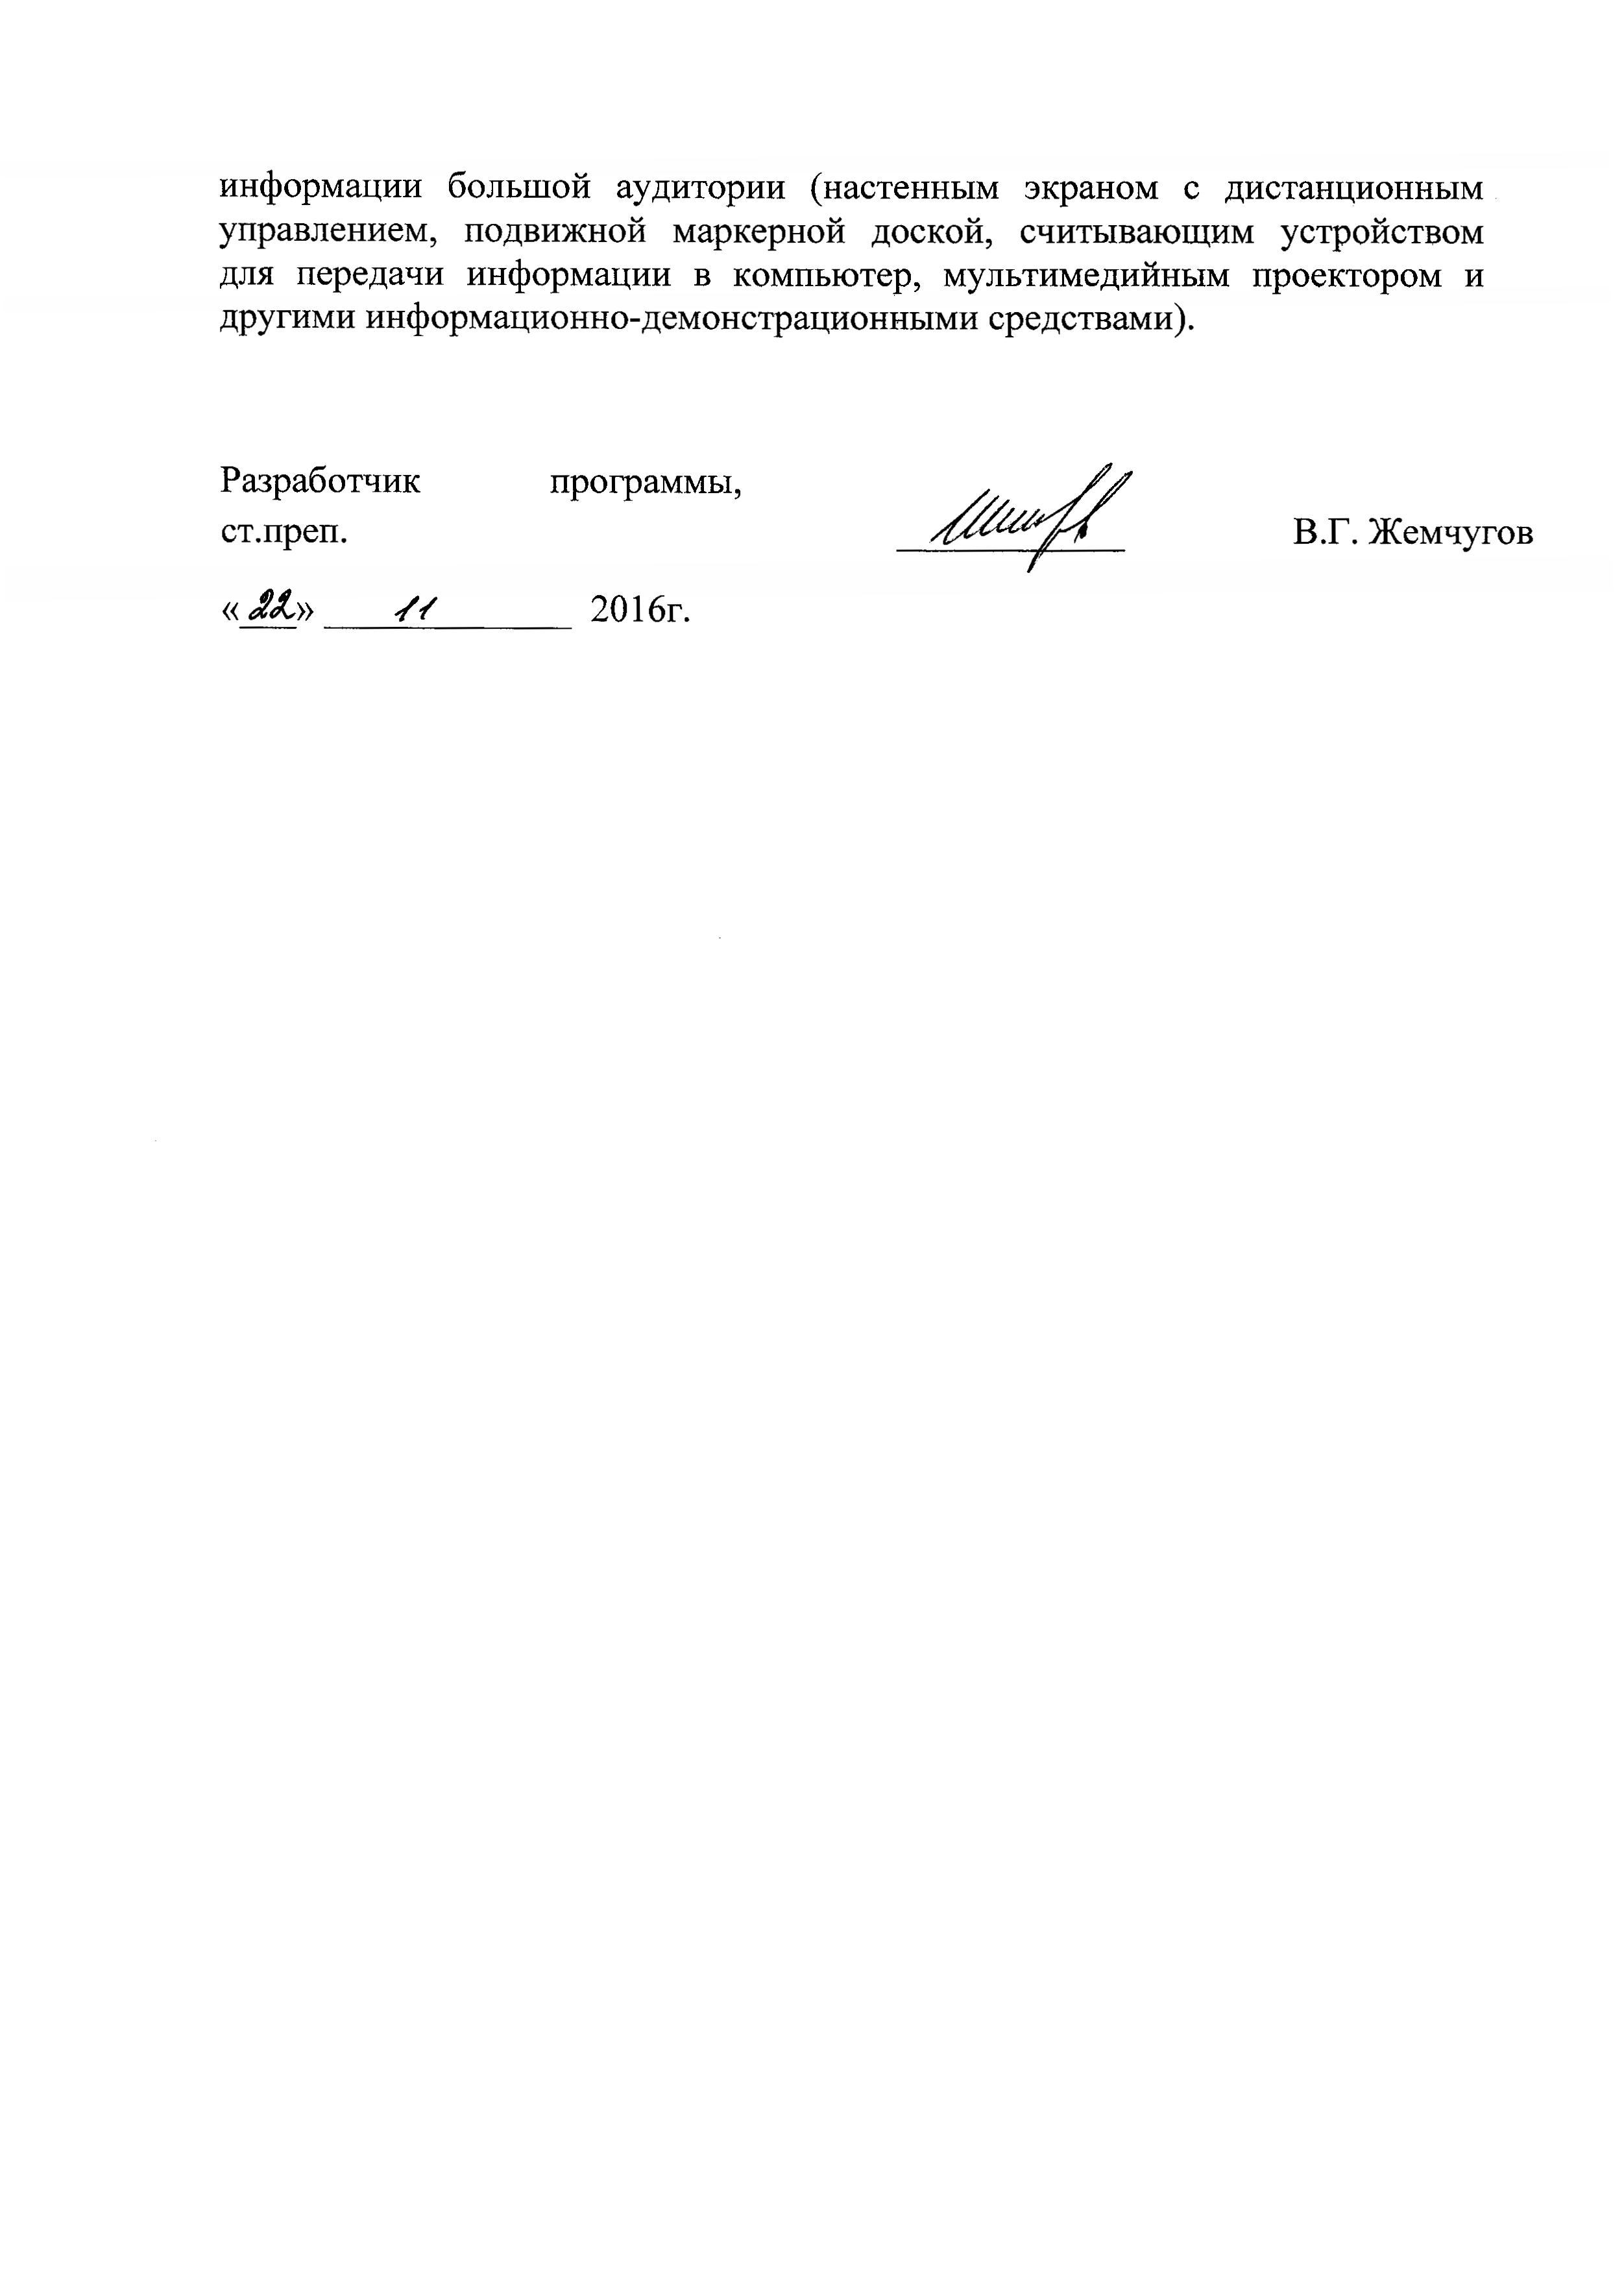 информации большой аудитории (настенным экраном с дистанционным
управлением, подвижной маркерной доской, считывающим устройством
для передачи информации в компьютер, мультимедийным проектором и
другими информационно-демонстрационными средствами).
Разработчик программы,
ст.преп. В.Г. Жемчугов
«22» 11 2016г.